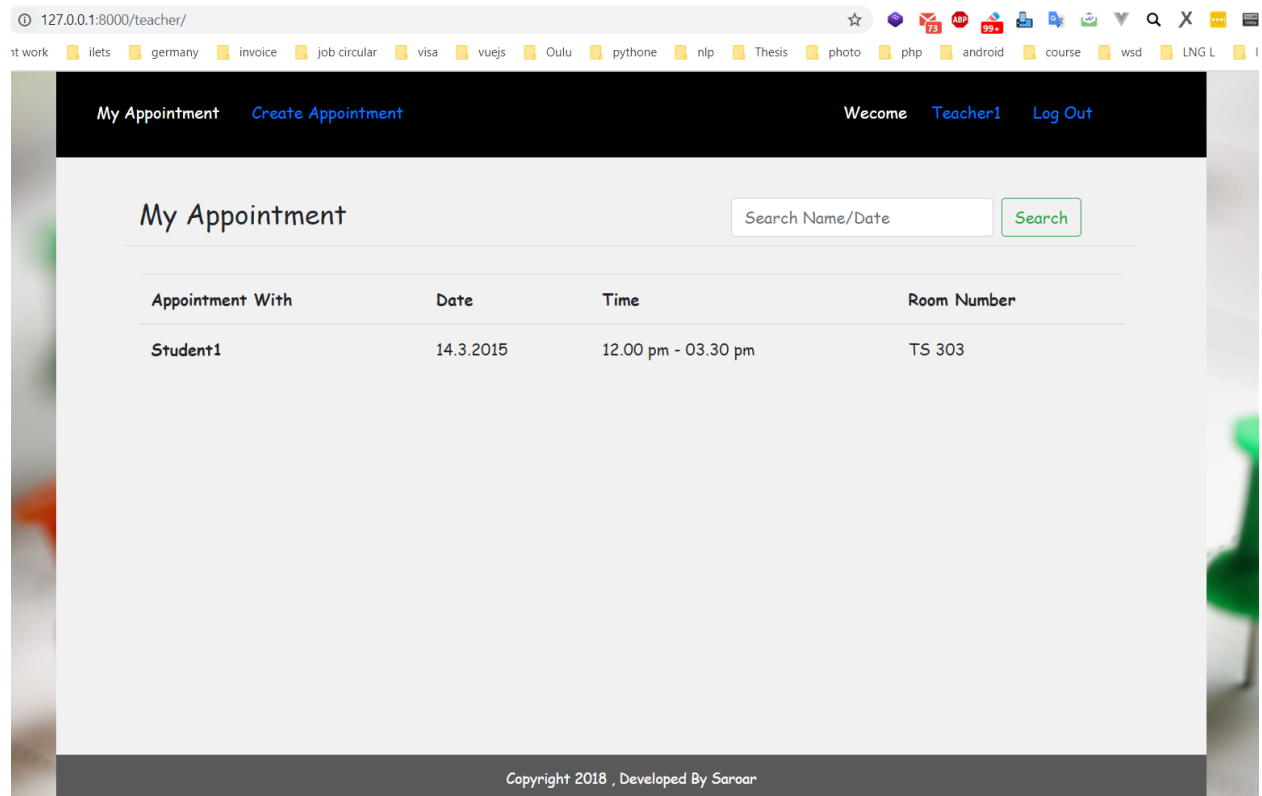 127.0.0.1:8000/teacher/
73 ABP 99+
nt work ilets germany invoice job circular visa vuejs Oulu pythone nlp Thesis photo php android course wsd LNG L
My Appointment Create Appointment Wecome Teacher1 Log Out
My Appointment Search Name/Date Search
Appointment With Date Time Room Number
Student1 14.3.2015 12.00 pm - 03.30 pm TS 303
Copyright 2018 , Developed By Saroar